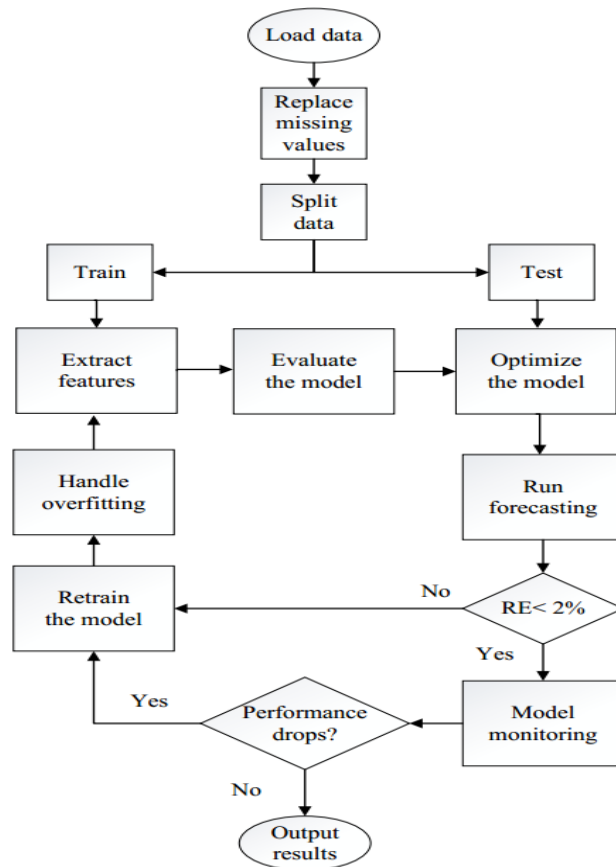 Load data
Replace
missing
values
Split
data
Train
Test
Extract
features
Evaluate
the model
Optimize
the model
Handle
overfitting
Run
forecasting
Retrain
the model
No
RE< 2%
Yes
Yes
Performance
drops?
Model
monitoring
No
Output
results